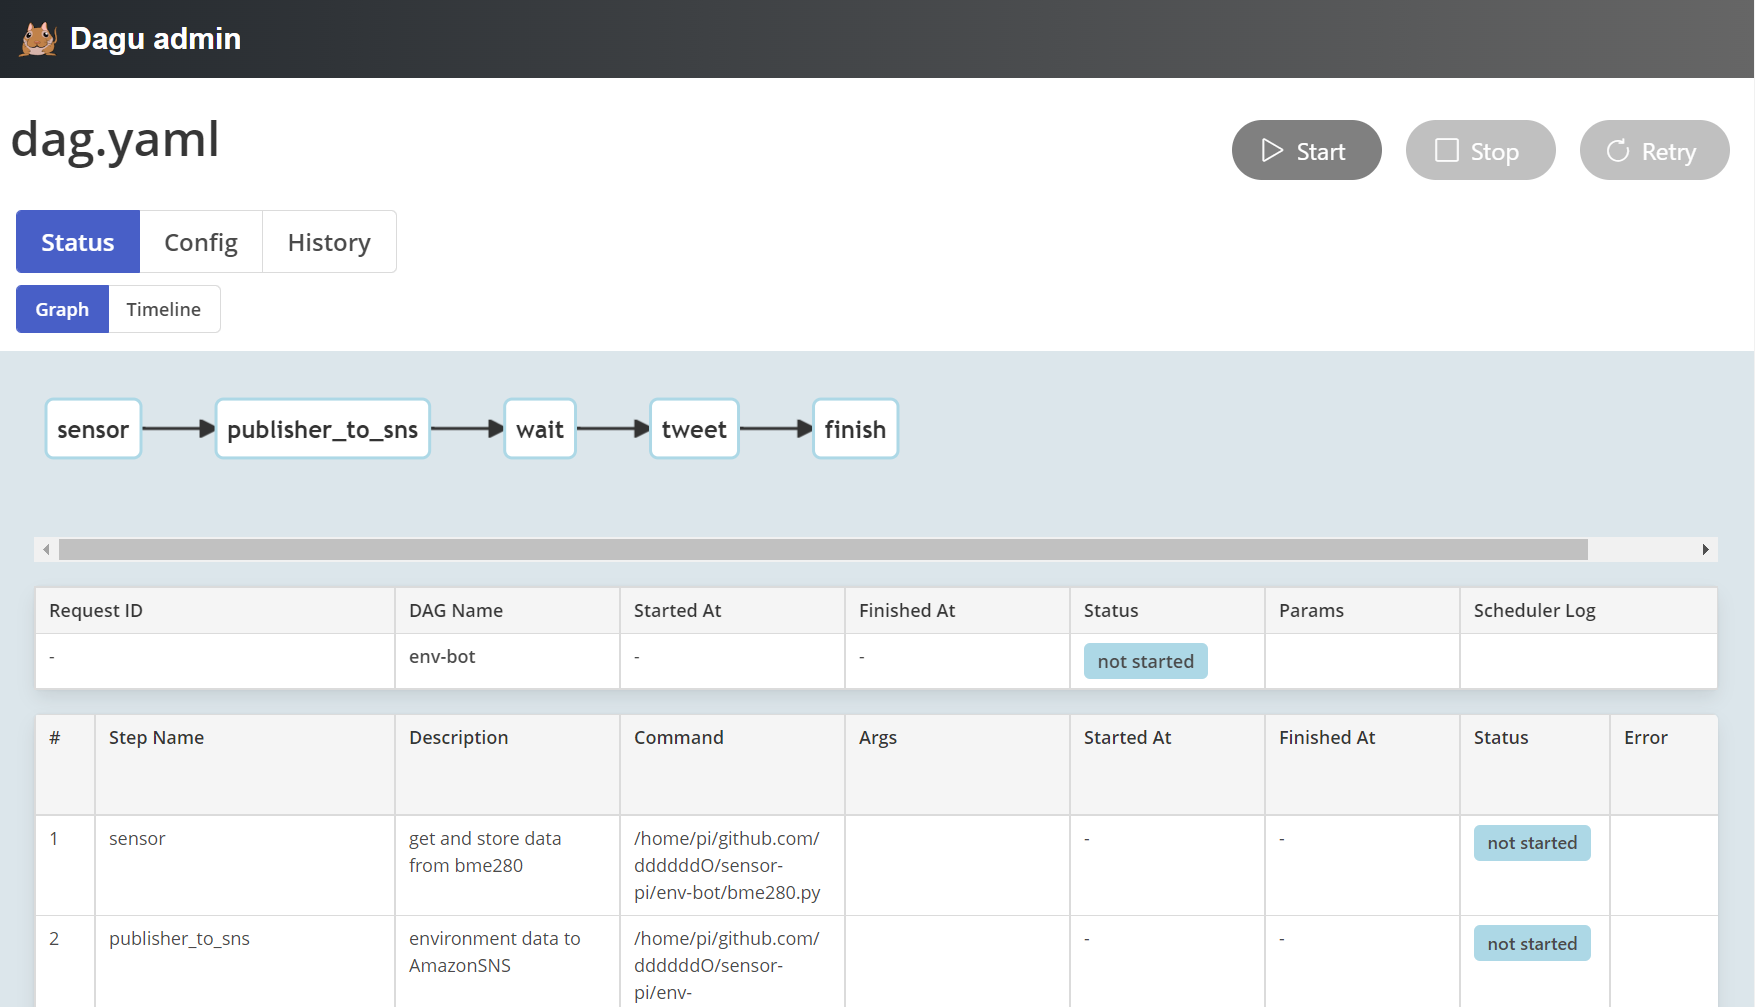 Dagu admin
dag.yaml
Start
Stop
Retry
Status
Config
History
Graph
Timeline
sensor
publisher_to_sns
wait
tweet
finish
Request ID
DAG Name
Started At
Finished At
Status
Params
Scheduler Log
-
env-bot
-
-
not started
#
Step Name
Description
Command
Args
Started At
Finished At
Status
Error
1
sensor
get and store data
from bme280
/home/pi/github.com/
ddddddO/sensor-
pi/env-bot/bme280.py
-
-
not started
2
publisher_to_sns
environment data to
AmazonSNS
/home/pi/github.com/
ddddddO/sensor-
pi/env-
-
-
not started